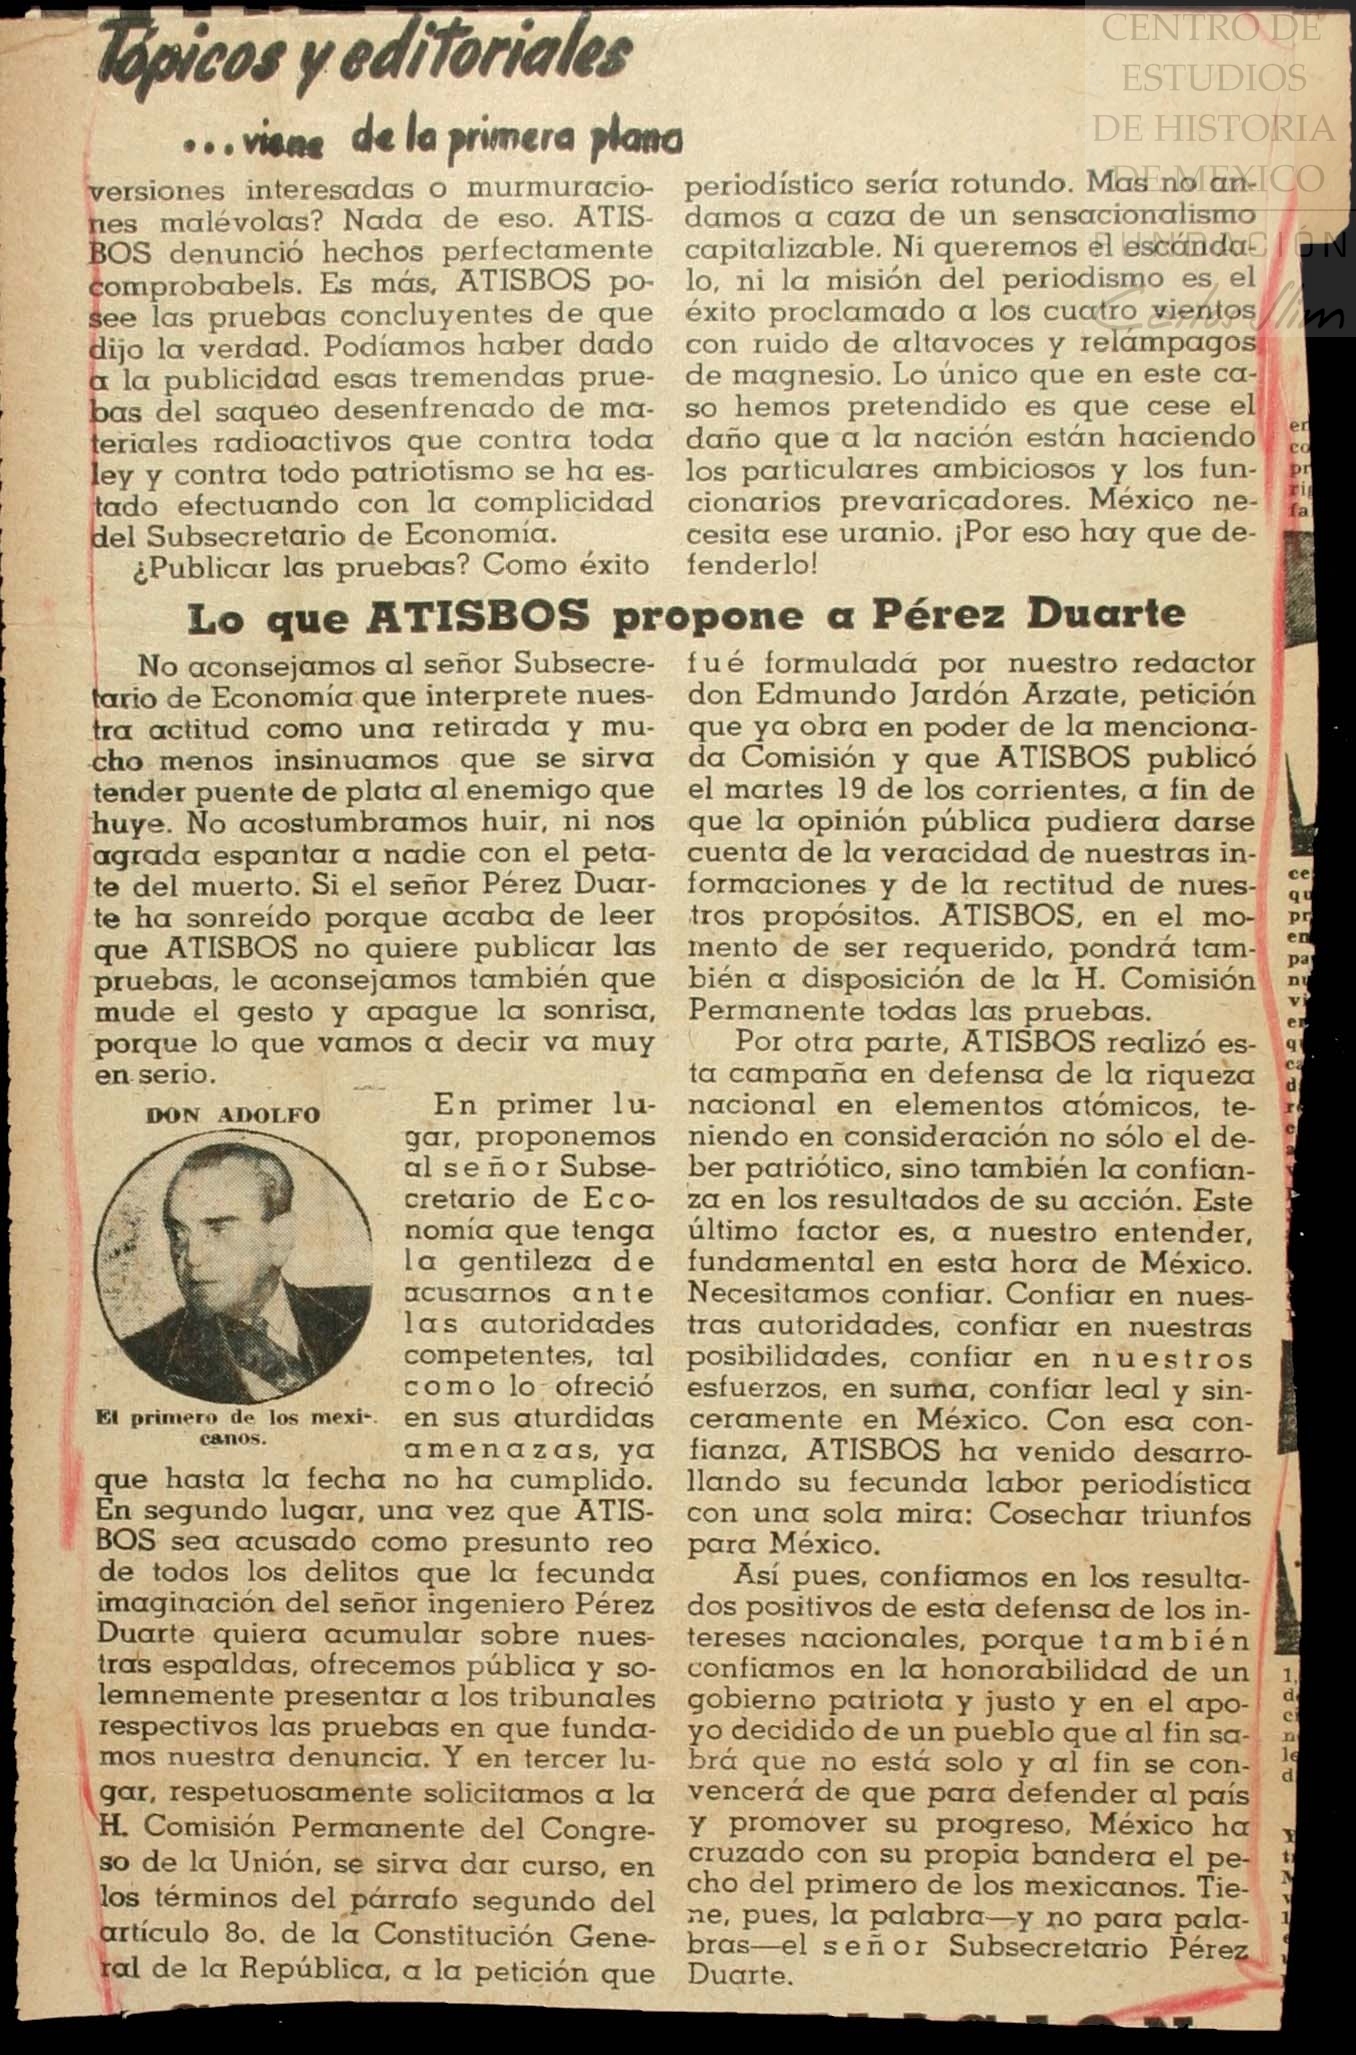 CENTRO DE
ESTUDIOS
DE HISTORIA
DE MEXICO
FUNDACIÓN
Carlos Slim
Tópicos y editoriales
...viene de la primera plana
versiones interesadas o murmuracio-
nes malévolas? Nada de eso. ATIS-
BOS denunció hechos perfectamente
comprobabels. Es más, ATISBOS po-
see las pruebas concluyentes de que
dijo la verdad. Podíamos haber dado
a la publicidad esas tremendas prue-
bas del saqueo desenfrenado de ma-
teriales radioactivos que contra toda
ley y contra todo patriotismo se ha es-
tado efectuando con la complicidad
del Subsecretario de Economía.
¿Publicar las pruebas? Como éxito
periodístico sería rotundo. Mas no an-
damos a caza de un sensacionalismo
capitalizable. Ni queremos el escánda-
lo, ni la misión del periodismo es el
éxito proclamado a los cuatro vientos
con ruido de altavoces y relámpagos
de magnesio. Lo único que en este ca-
so hemos pretendido es que cese el
daño que a la nación están haciendo
los particulares ambiciosos y los fun-
cionarios prevaricadores. México ne-
cesita ese uranio. ¡Por eso hay que de-
fenderlo!
Lo que ATISBOS propone a Pérez Duarte
No aconsejamos al señor Subsecre-
tario de Economía que interprete nues-
tra actitud como una retirada y mu-
cho menos insinuamos que se sirva
tender puente de plata al enemigo que
huye. No acostumbramos huir, ni nos
agrada espantar a nadie con el peta-
te del muerto. Si el señor Pérez Duar-
te ha sonreído porque acaba de leer
que ATISBOS no quiere publicar las
pruebas, le aconsejamos también que
mude el gesto y apague la sonrisa,
porque lo que vamos a decir va muy
en serio.
DON ADOLFO
El primero de los mexi-
canos.
En primer lu-
gar, proponemos
al señor Subse-
cretario de Eco-
nomía que tenga
la gentileza de
acusarnos ante
las autoridades
competentes, tal
como lo ofreció
en sus aturdidas
amenazas, ya
que hasta la fecha no ha cumplido.
En segundo lugar, una vez que ATIS-
BOS sea acusado como presunto reo
de todos los delitos que la fecunda
imaginación del señor ingeniero Pérez
Duarte quiera acumular sobre nues-
tras espaldas, ofrecemos pública y so-
lemnemente presentar a los tribunales
respectivos las pruebas en que funda-
mos nuestra denuncia. Y en tercer lu-
gar, respetuosamente solicitamos a la
H. Comisión Permanente del Congre-
so de la Unión, se sirva dar curso, en
los términos del párrafo segundo del
artículo 8o. de la Constitución Gene-
ral de la República, a la petición que
fué formulada por nuestro redactor
don Edmundo Jardón Arzate, petición
que ya obra en poder de la menciona-
da Comisión y que ATISBOS publicó
el martes 19 de los corrientes, a fin de
que la opinión pública pudiera darse
cuenta de la veracidad de nuestras in-
formaciones y de la rectitud de nues-
tros propósitos. ATISBOS, en el mo-
mento de ser requerido, pondrá tam-
bién a disposición de la H. Comisión
Permanente todas las pruebas.
Por otra parte, ATISBOS realizó es-
ta campaña en defensa de la riqueza
nacional en elementos atómicos, te-
niendo en consideración no sólo el de-
ber patriótico, sino también la confian-
za en los resultados de su acción. Este
último factor es, a nuestro entender,
fundamental en esta hora de México.
Necesitamos confiar. Confiar en nues-
tras autoridades, confiar en nuestras
posibilidades, confiar en nuestros
esfuerzos, en suma, confiar leal y sin-
ceramente en México. Con esa con-
fianza, ATISBOS ha venido desarro-
llando su fecunda labor periodística
con una sola mira: Cosechar triunfos
para México.
Así pues, confiamos en los resulta-
dos positivos de esta defensa de los in-
tereses nacionales, porque también
confiamos en la honorabilidad de un
gobierno patriota y justo y en el apo-
yo decidido de un pueblo que al fin sa-
brá que no está solo y al fin se con-
vencerá de que para defender al país
y promover su progreso, México ha
cruzado con su propia bandera el pe-
cho del primero de los mexicanos. Tie-
ne, pues, la palabra—y no para pala-
bras—el señor Subsecretario Pérez
Duarte.